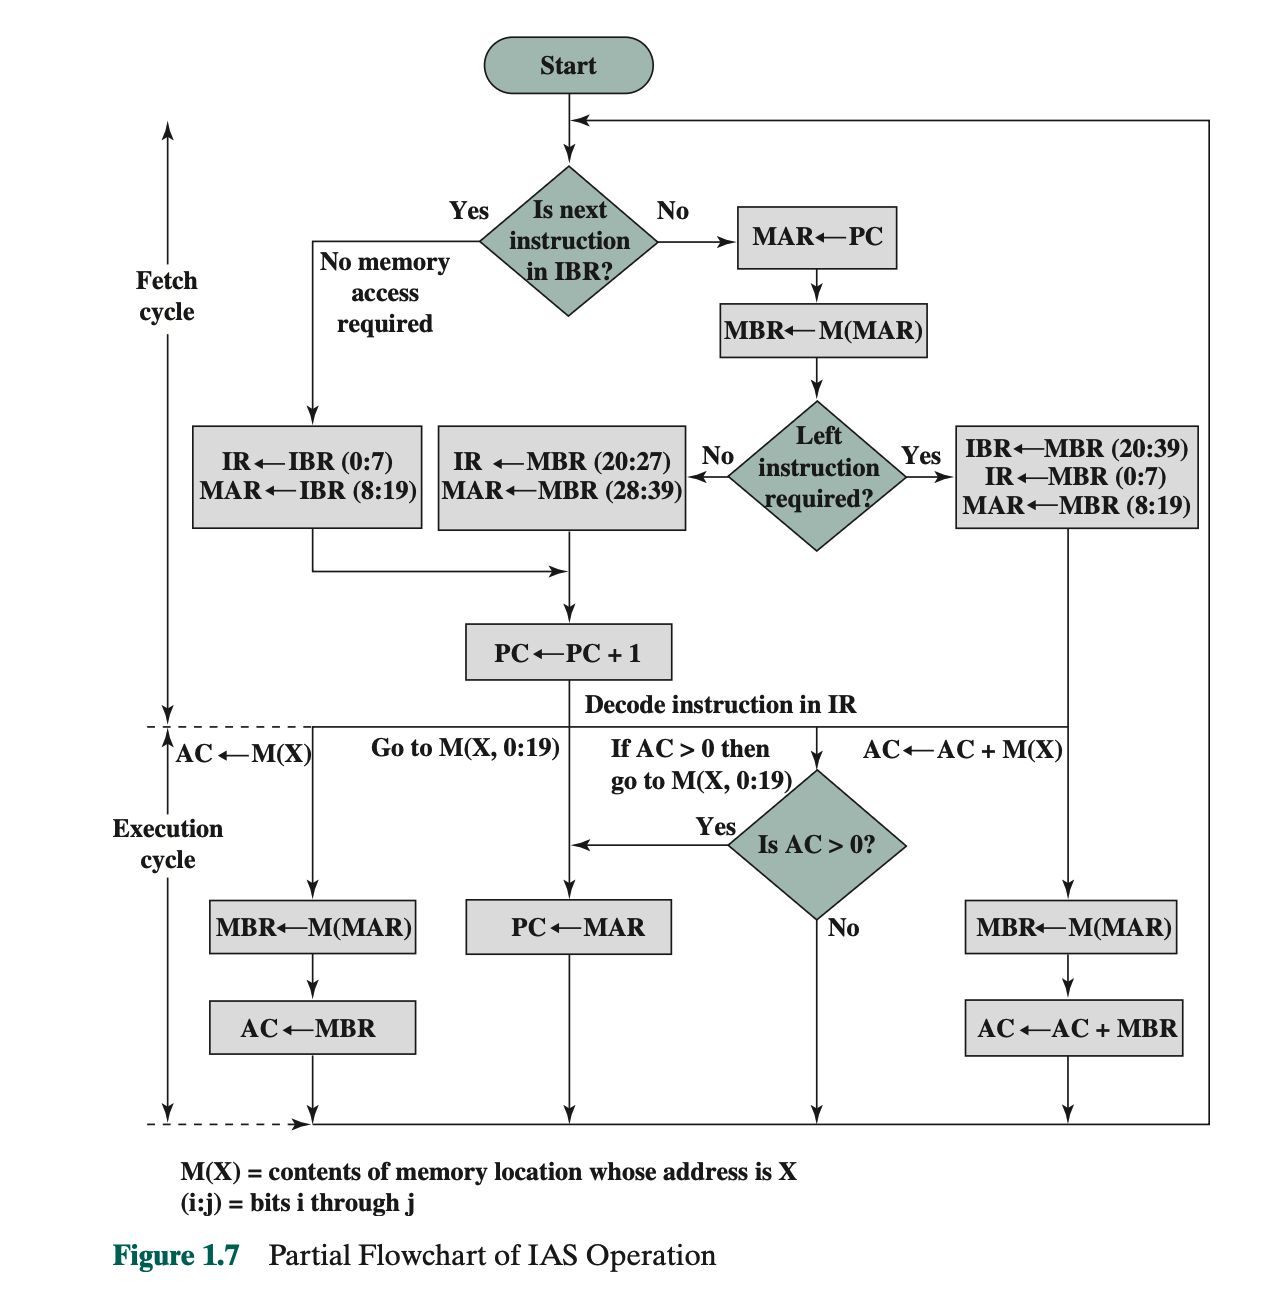 Start
Yes
Is next
instruction
in IBR?
No
MAR←PC
No memory
access
required
Fetch
cycle
MBR←M(MAR)
IR←IBR (0:7)
MAR←IBR (8:19)
IR ←MBR (20:27)
MAR←MBR (28:39)
No
Left
instruction
required?
Yes
IBR←MBR (20:39)
IR←MBR (0:7)
MAR←MBR (8:19)
PC←PC + 1
Decode instruction in IR
AC←M(X)
Go to M(X, 0:19)
If AC > 0 then
go to M(X, 0:19)
AC←AC + M(X)
Execution
cycle
Yes
Is AC > 0?
No
MBR←M(MAR)
PC←MAR
MBR←M(MAR)
AC←MBR
AC←AC + MBR
M(X) = contents of memory location whose address is X
(i:j) = bits i through j
Figure 1.7 Partial Flowchart of IAS Operation